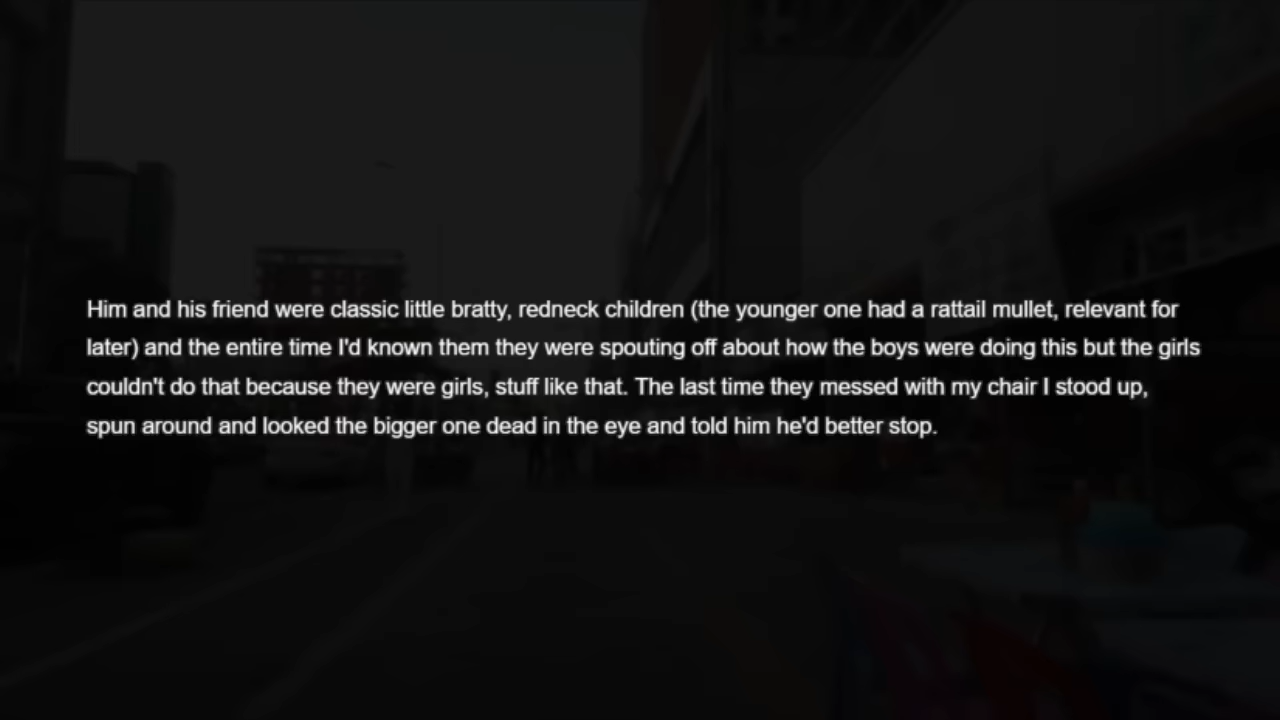 Him and his friend were classic little bratty, redneck children (the younger one had a rattail mullet, relevant for
later) and the entire time I'd known them they were spouting off about how the boys were doing this but the girls
couldn't do that because they were girls, stuff like that. The last time they messed with my chair I stood up,
spun around and looked the bigger one dead in the eye and told him he'd better stop.